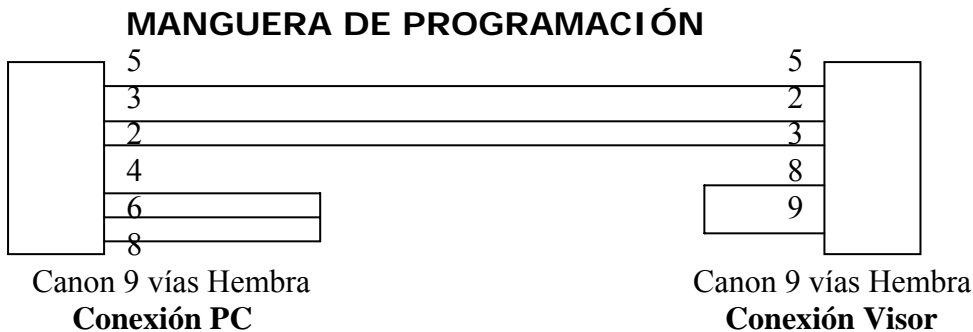 MANGUERA DE PROGRAMACIÓN
5 5
3 2
2 3
4 8
6 9
8
Canon 9 vías Hembra Canon 9 vías Hembra
Conexión PC Conexión Visor